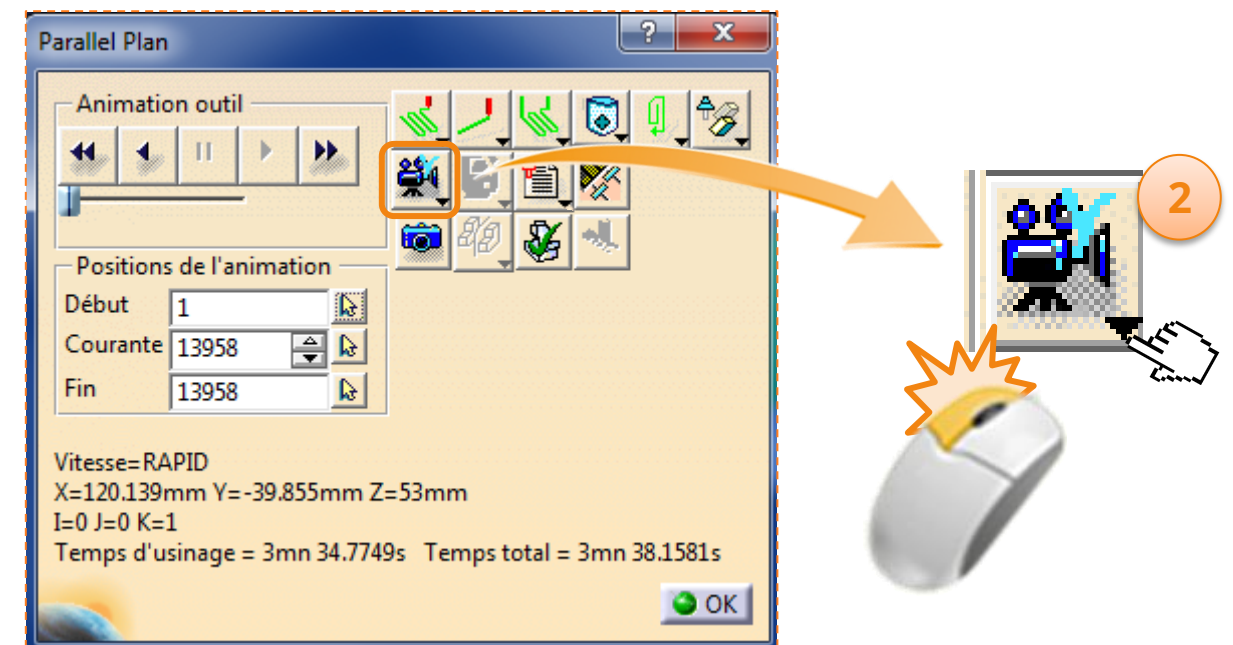 Parallel Plan
?
X
Animation outil
2
Positions de l'animation
Début 1
Courante 13958
Fin 13958
Vitesse=RAPID
X=120.139mm Y=-39.855mm Z=53mm
I=0 J=0 K=1
Temps d'usinage = 3mn 34.7749s Temps total = 3mn 38.1581s
OK